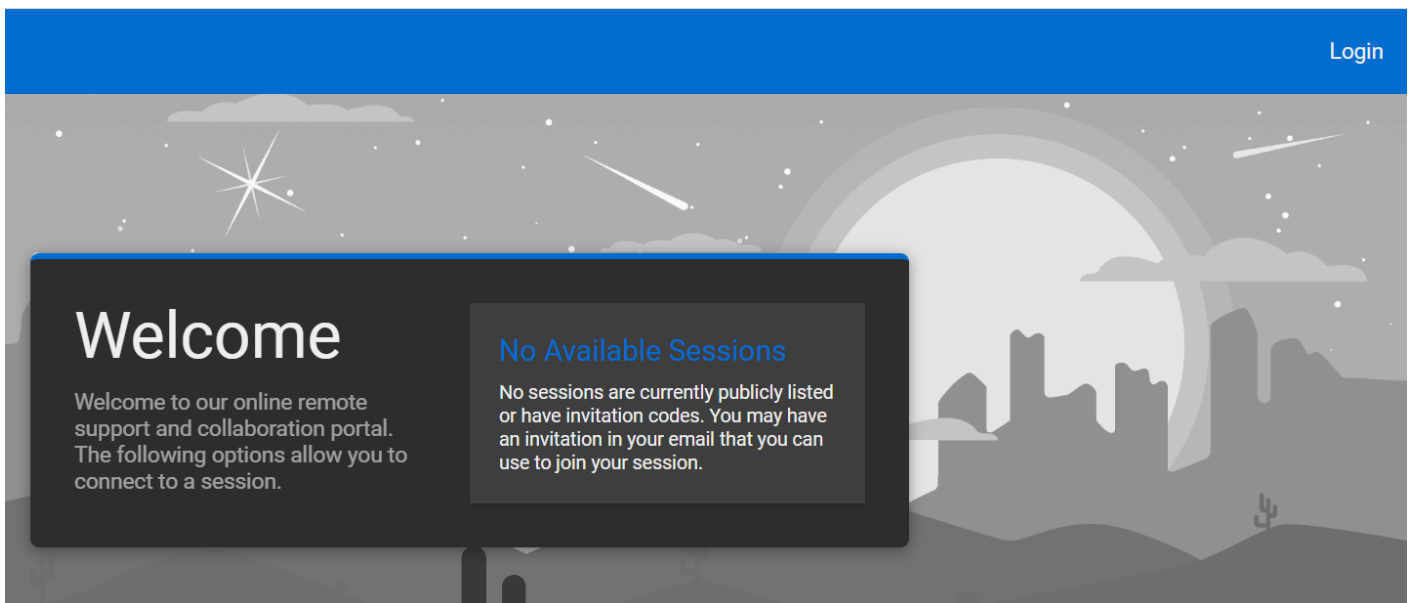 Login
Welcome
Welcome to our online remote
support and collaboration portal.
The following options allow you to
connect to a session.
No Available Sessions
No sessions are currently publicly listed
or have invitation codes. You may have
an invitation in your email that you can
use to join your session.